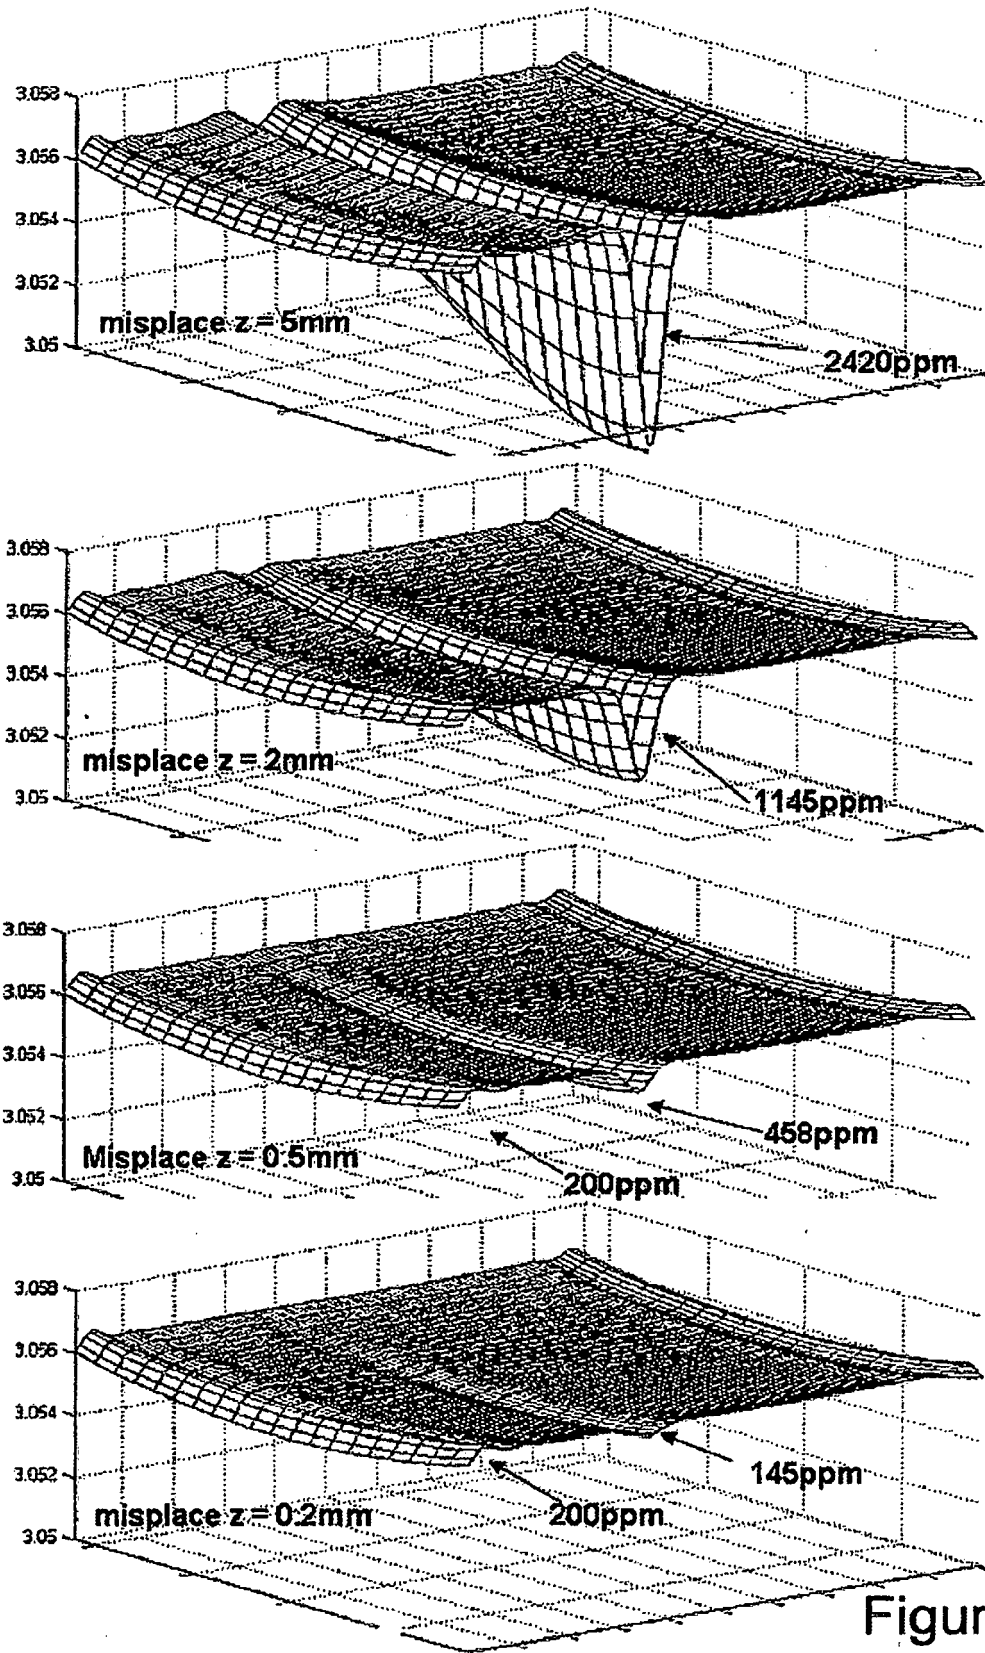 3.058
3.056
3.054
3.052
3.05
misplace z = 5mm
2420ppm
3.058
3.056
3.054
3.052
3.05
misplace z = 2mm
1145ppm
3.058
3.056
3.054
3.052
3.05
Misplace z = 0.5mm
458ppm
200ppm
3.058
3.056
3.054
3.052
3.05
misplace z = 0.2mm
145ppm
200ppm
Figur